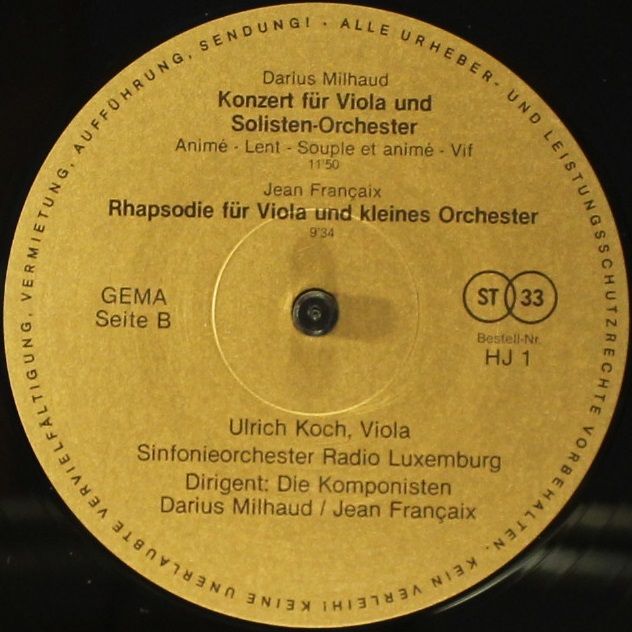 Darius Milhaud
Konzert für Viola und
Solisten-Orchester
Animé - Lent - Souple et animé - Vif
11'50
Jean Françaix
Rhapsodie für Viola und kleines Orchester
9'34
GEMA
Seite B
ST 33
Bestell-Nr.
HJ 1
Ulrich Koch, Viola
Sinfonieorchester Radio Luxemburg
Dirigent: Die Komponisten
Darius Milhaud / Jean Françaix
ALLE URHEBER- UND LEISTUNGSSCHUTZRECHTE VORBEHALTEN. KEIN VERLEIH! KEINE UNERLAUBTE VERVIELFÄLTIGUNG, VERMIETUNG, AUFFÜHRUNG, SENDUNG! ·